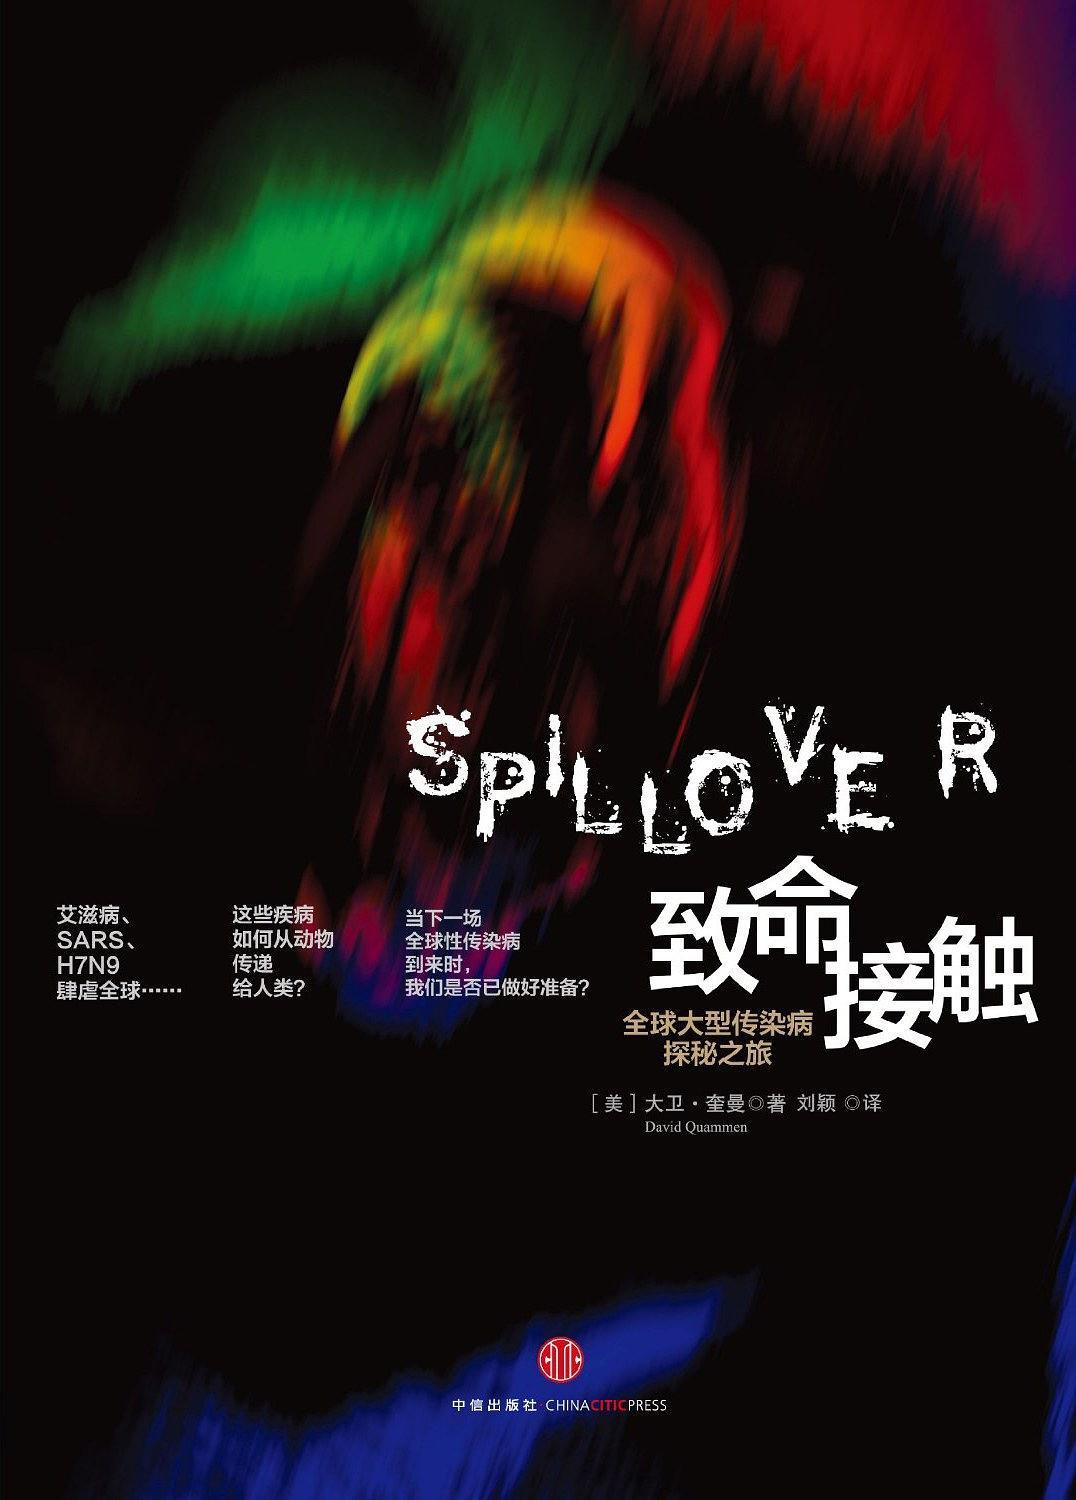 SPILLOVER
致命接触
全球大型传染病
探秘之旅
艾滋病、
SARS、
H7N9
肆虐全球……
这些疾病
如何从动物
传递
给人类?
当下一场
全球性传染病
到来时，
我们是否已做好准备?
［美］大卫·奎曼◎著 刘颖 ◎译
David Quammen
中信出版社·CHINACITICPRESS